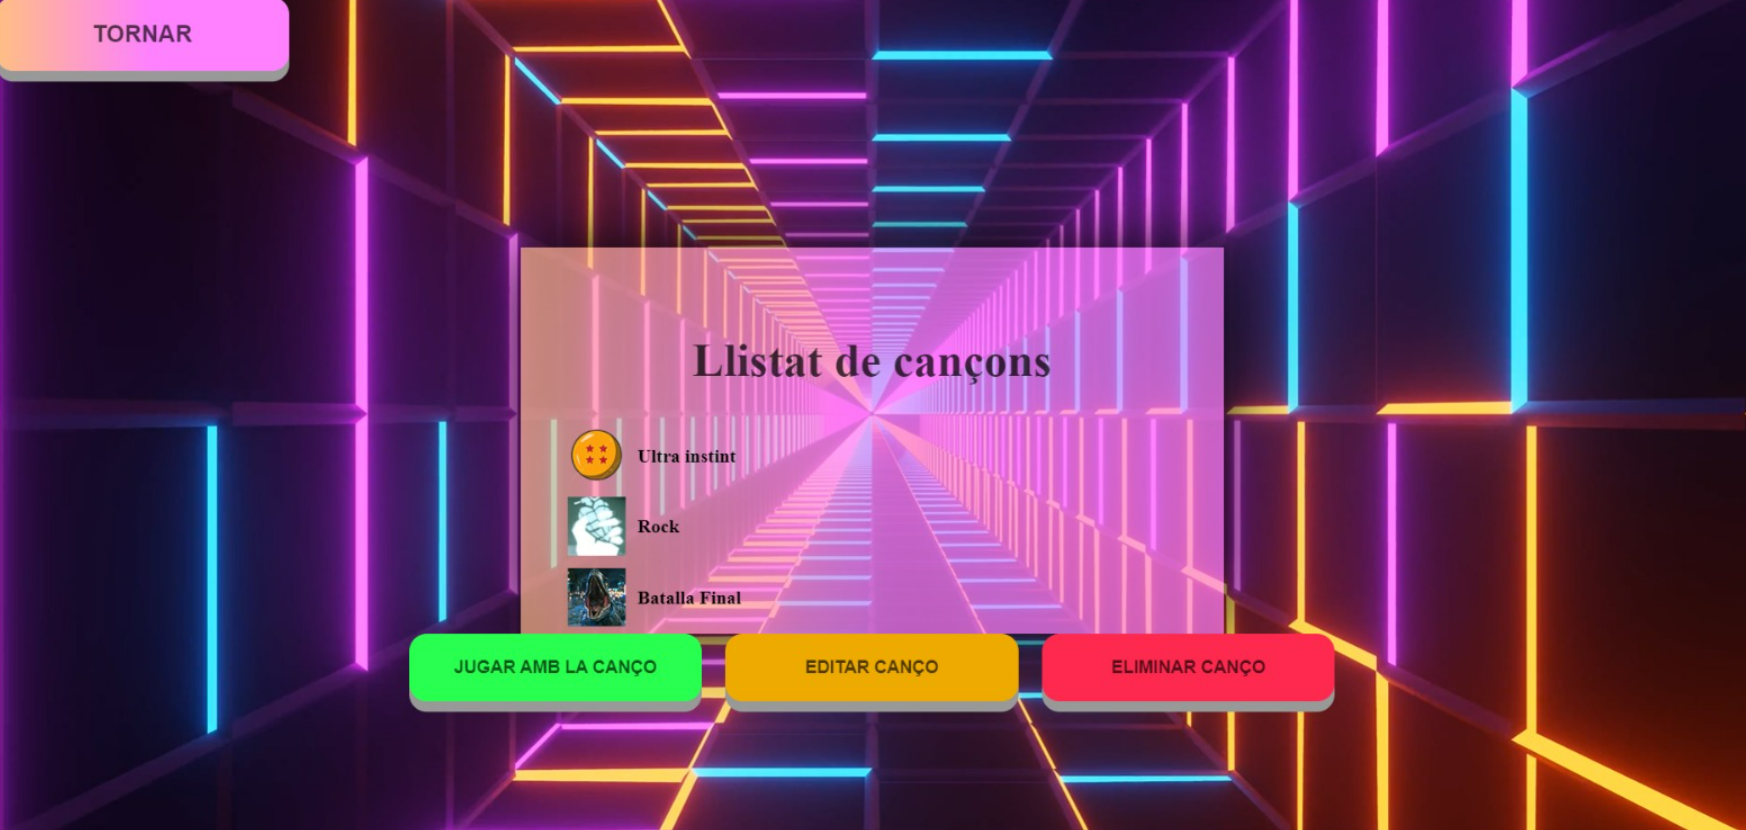 TORNAR
Llistat de cançons
Ultra instint
Rock
Batalla Final
JUGAR AMB LA CANÇO
EDITAR CANÇO
ELIMINAR CANÇO